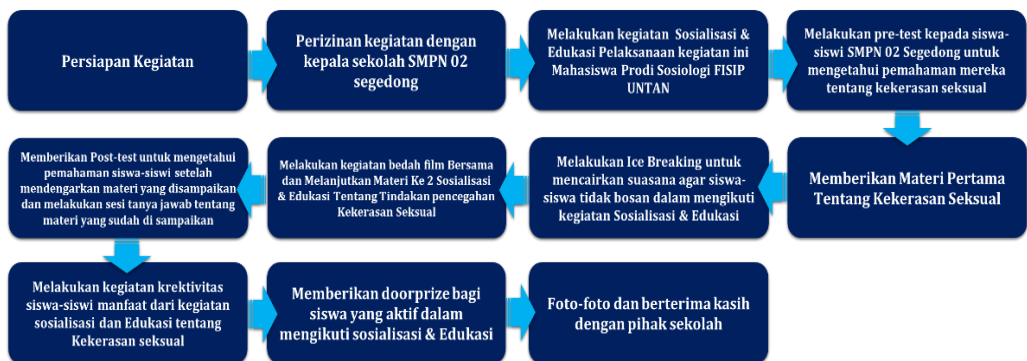 Persiapan Kegiatan
Perizinan kegiatan dengan
kepala sekolah SMPN 02
segedong
Melakukan kegiatan Sosialisasi &
Edukasi Pelaksanaan kegiatan ini
Mahasiswa Prodi Sosiologi FISIP
UNTAN
Melakukan pre-test kepada siswa-
siswi SMPN 02 Segedong untuk
mengetahui pemahaman mereka
tentang kekerasan seksual
Memberikan Materi Pertama
Tentang Kekerasan Seksual
Melakukan Ice Breaking untuk
mencairkan suasana agar siswa-
siswa tidak bosan dalam mengikuti
kegiatan Sosialisasi & Edukasi
Melakukan kegiatan bedah film Bersama
dan Melanjutkan Materi Ke 2 Sosialisasi
& Edukasi Tentang Tindakan pencegahan
Kekerasan Seksual
Memberikan Post-test untuk mengetahui
pemahaman siswa-siswi setelah
mendengarkan materi yang disampaikan
dan melakukan sesi tanya jawab tentang
materi yang sudah di sampaikan
Melakukan kegiatan krektivitas
siswa-siswi manfaat dari kegiatan
sosialisasi dan Edukasi tentang
Kekerasan seksual
Memberikan doorprize bagi
siswa yang aktif dalam
mengikuti sosialisasi & Edukasi
Foto-foto dan berterima kasih
dengan pihak sekolah